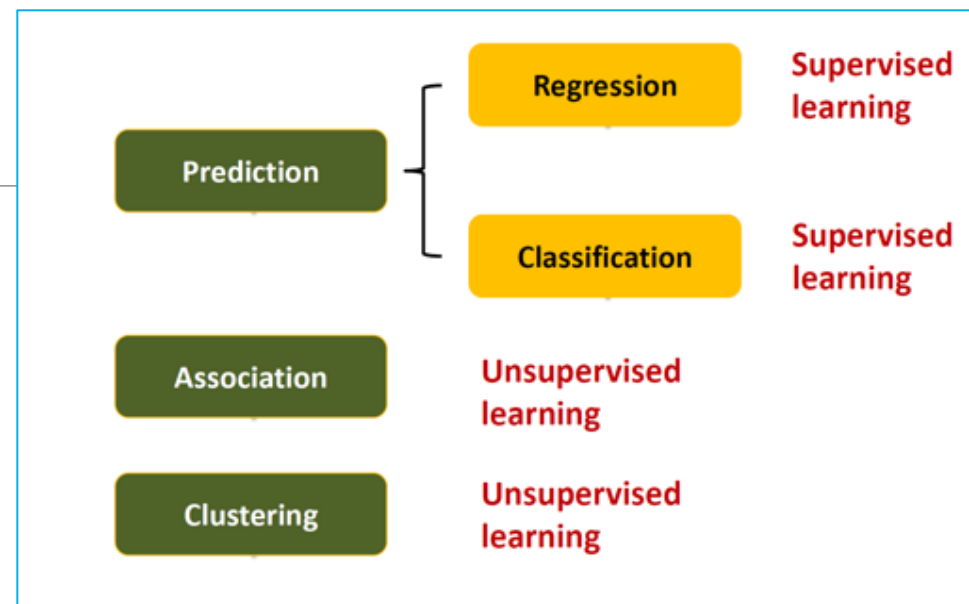 Regression
Supervised
learning
Prediction
Classification
Supervised
learning
Association
Unsupervised
learning
Clustering
Unsupervised
learning